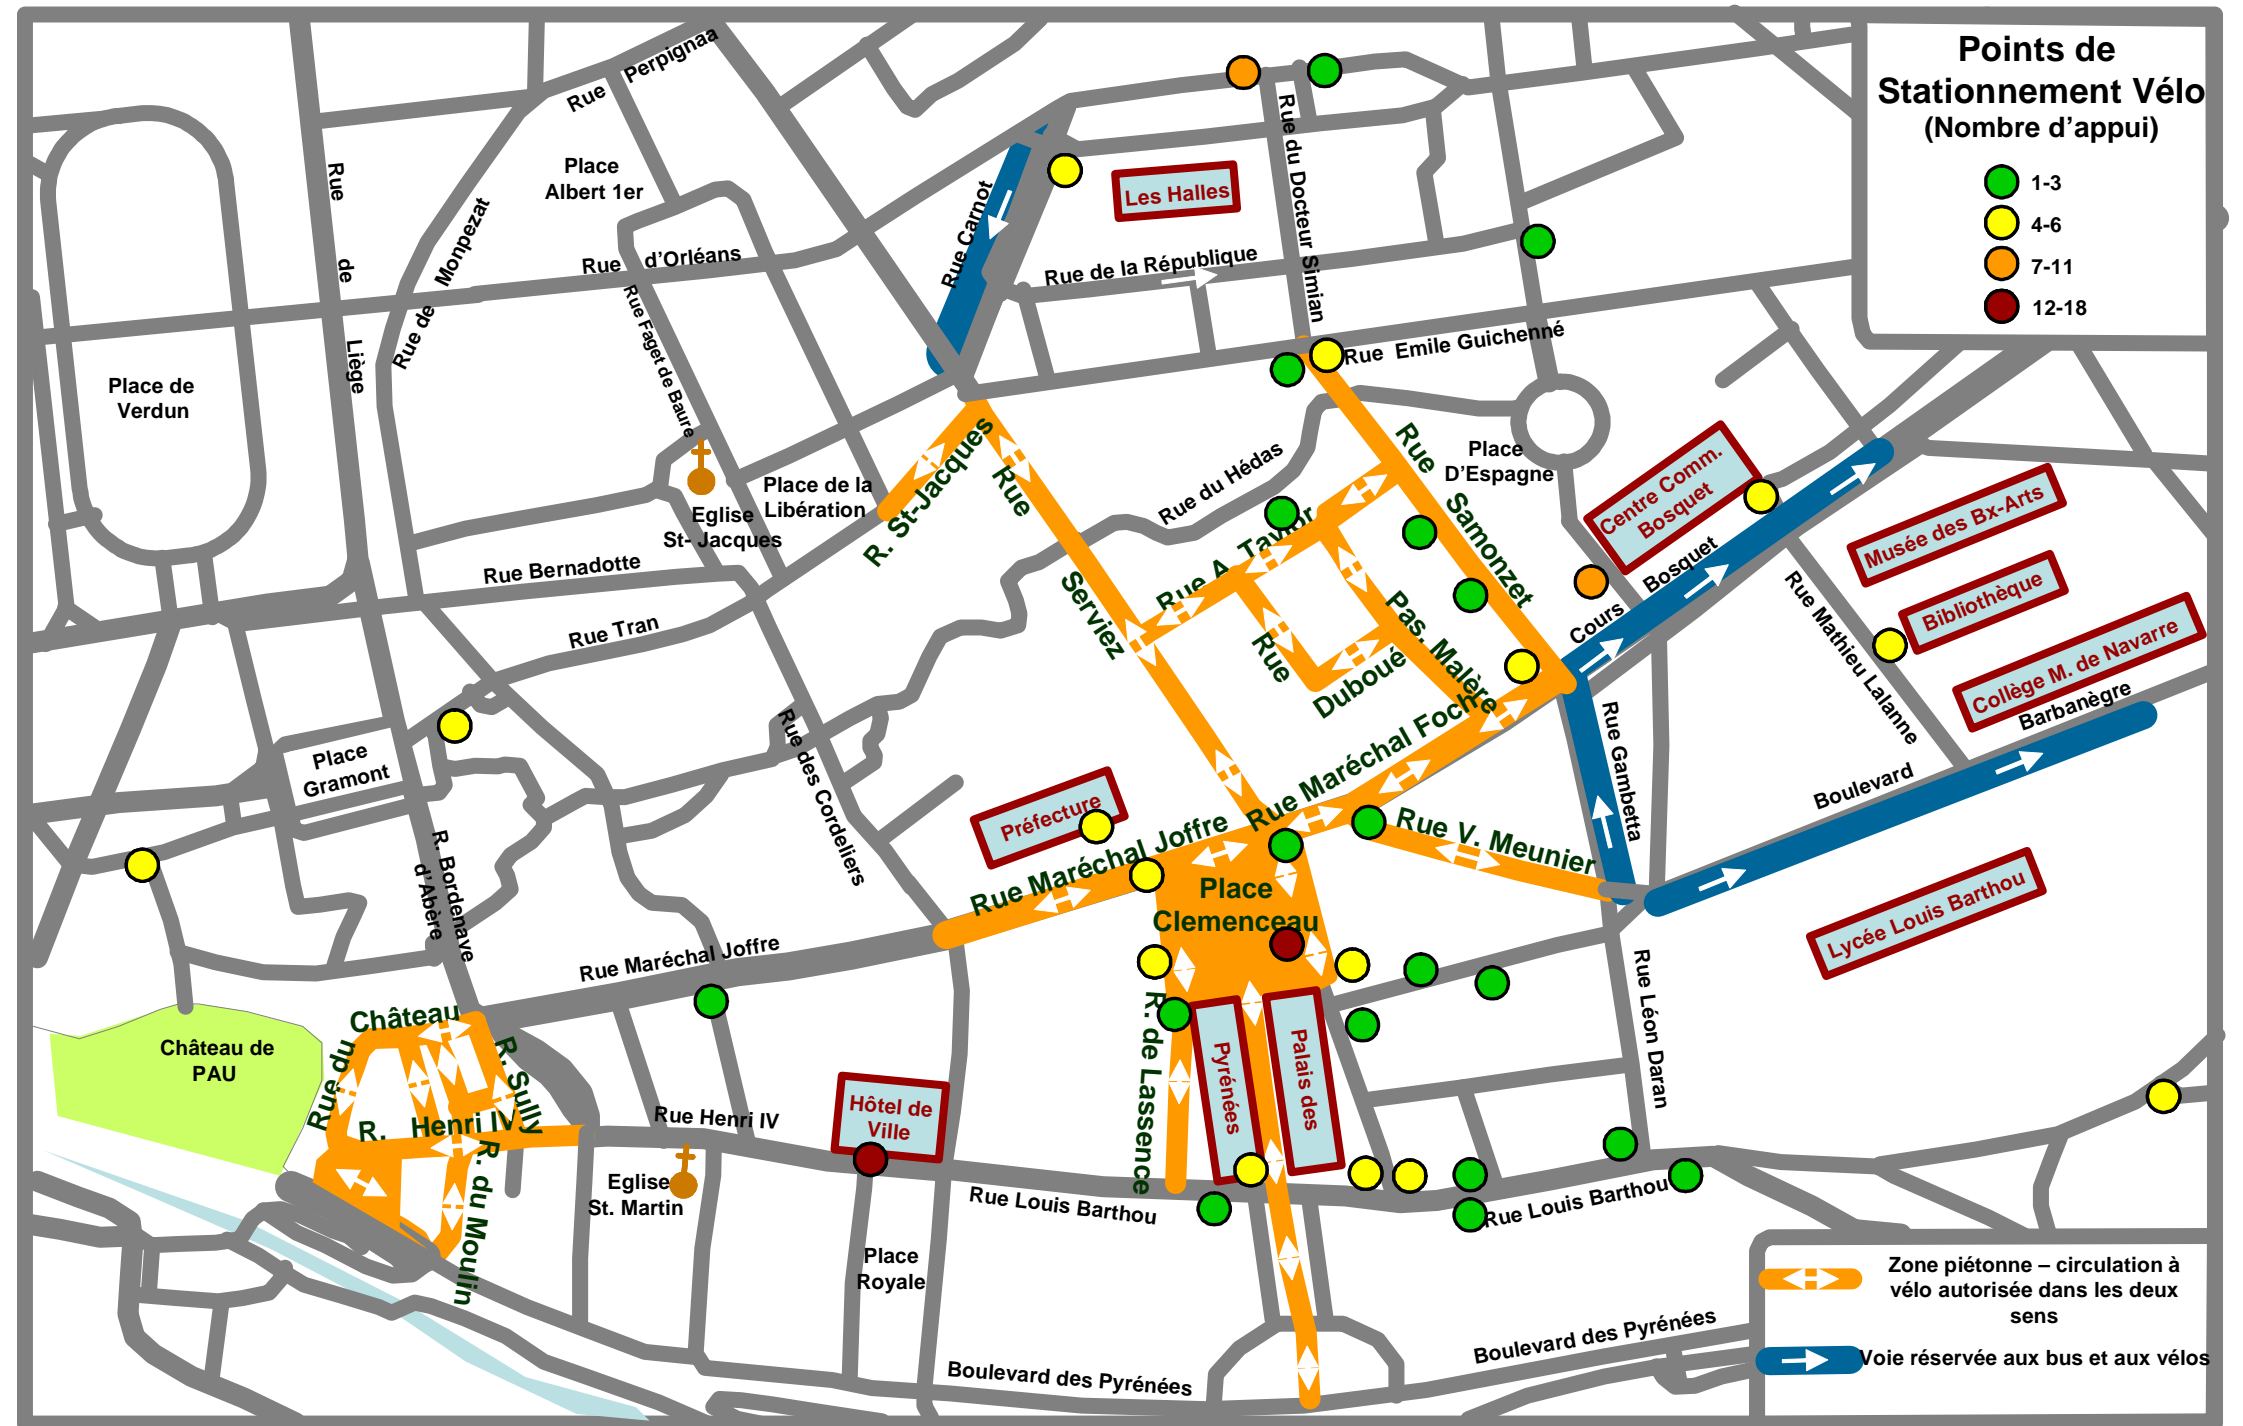 Points de
Stationnement Vélo
(Nombre d'appui)
1-3
4-6
7-11
12-18
Rue Perpignaa
Place
Albert 1er
Rue de Liège
Rue de Monpezat
Rue d'Orléans
Rue Carnot
Les Halles
Rue du Docteur Simian
Rue de la République
Rue Emile Guichenné
Rue Faget de Baure
Place de
Verdun
Place de la
Libération
Eglise
St- Jacques
R. St-Jacques
Rue Serviez
Rue du Hédas
Rue A. Taylor
Rue Samonzet
Place
D'Espagne
Centre Comm.
Bosquet
Cours Bosquet
Musée des Bx-Arts
Bibliothèque
Collège M. de Navarre
Rue Mathieu Lalanne
Boulevard Barbanègre
Rue Bernadotte
Rue Tran
Rue Duboué
Pas. Malère
Rue Gambetta
Place
Gramont
Rue des Cordeliers
R. Bordenave
d'Abère
Préfecture
Rue Maréchal Joffre
Rue Maréchal Foch
Rue V. Meunier
Place
Clemenceau
Lycée Louis Barthou
Rue Maréchal Joffre
Rue Léon Daran
Château de
PAU
Rue du Château
R. Sully
R. Henri IV
R. du Moulin
Rue Henri IV
Hôtel de
Ville
Eglise
St. Martin
R. de Lassence
Pyrénées
Palais des
Rue Louis Barthou
Rue Louis Barthou
Place
Royale
Boulevard des Pyrénées
Boulevard des Pyrénées
Zone piétonne – circulation à
vélo autorisée dans les deux
sens
Voie réservée aux bus et aux vélos